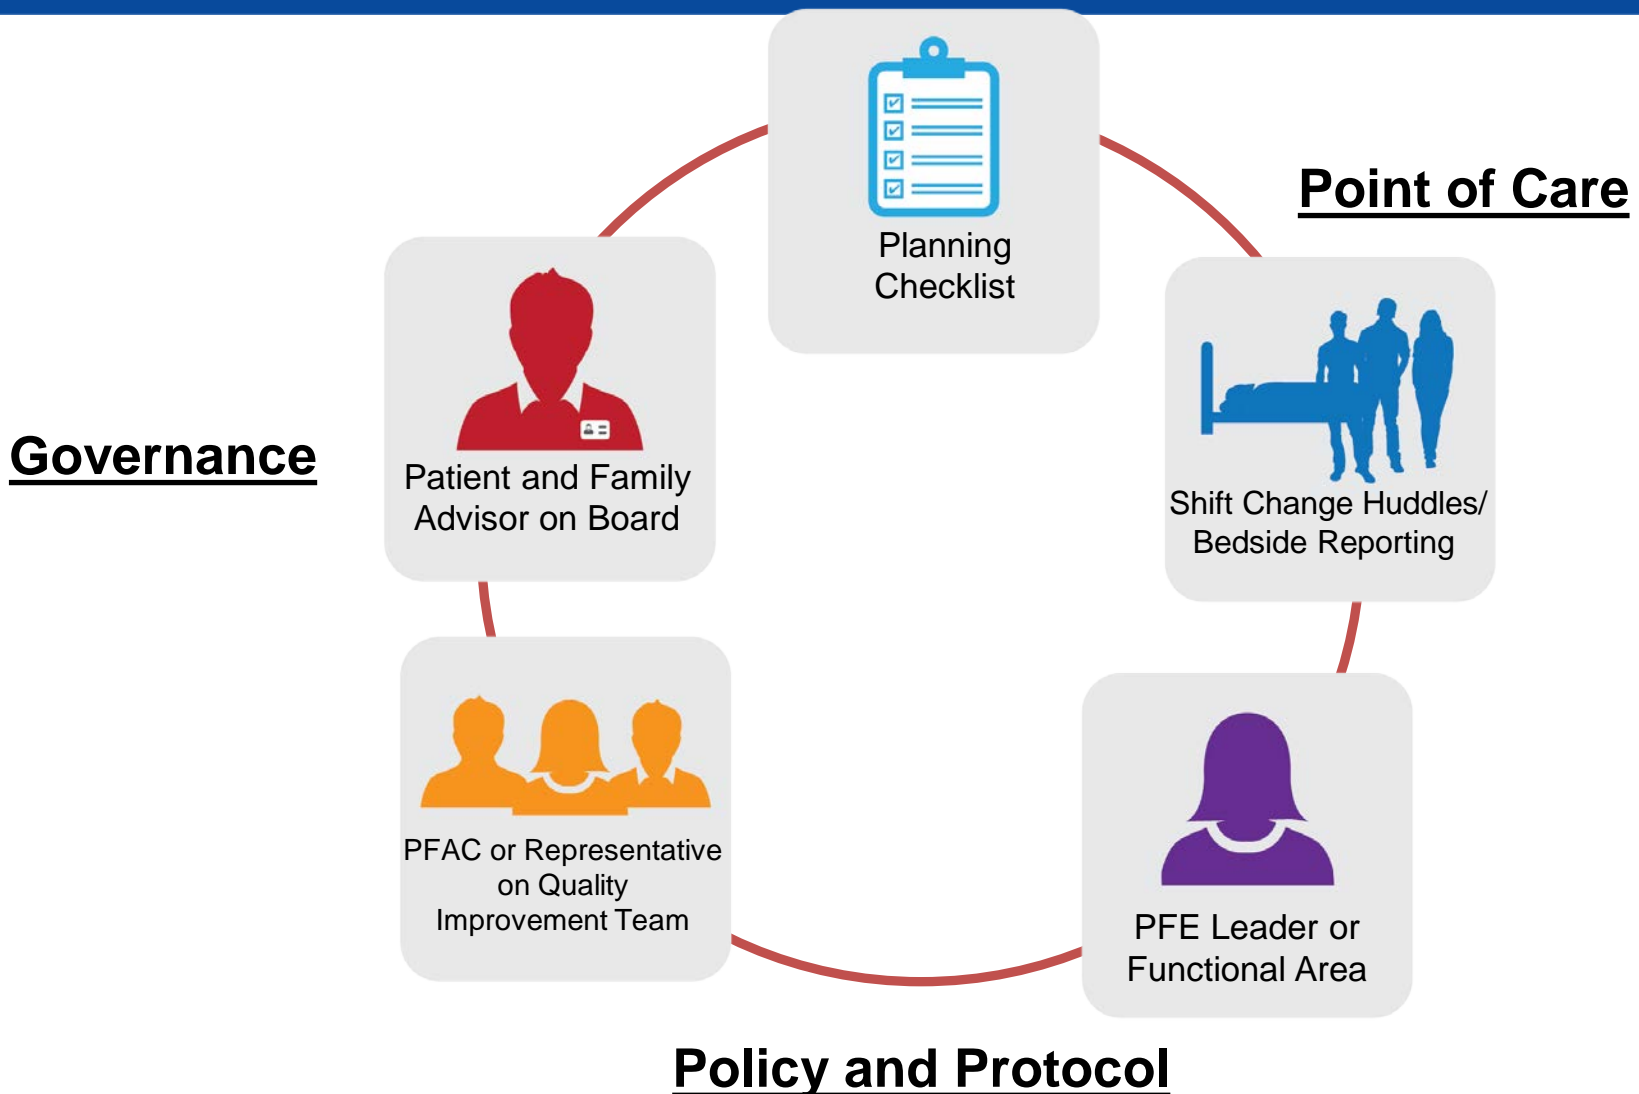 Planning
Checklist
Point of Care
Shift Change Huddles/
Bedside Reporting
Patient and Family
Advisor on Board
Governance
PFAC or Representative
on Quality
Improvement Team
PFE Leader or
Functional Area
Policy and Protocol